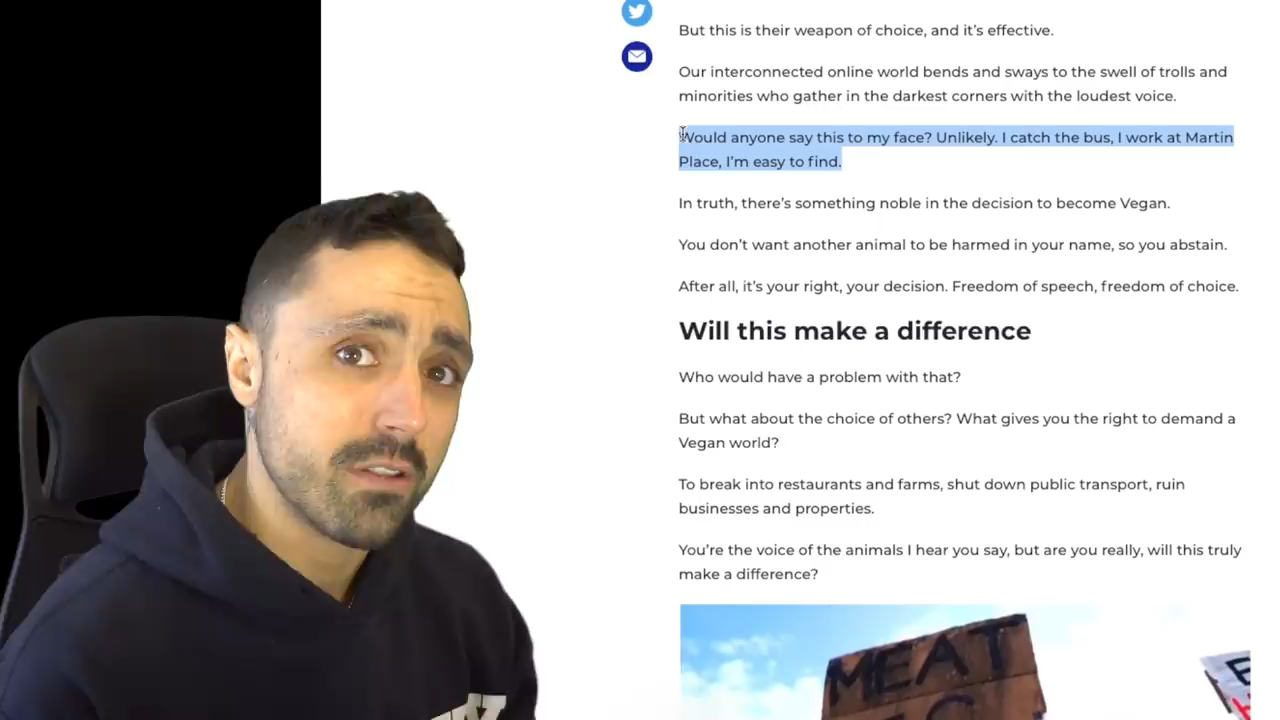 But this is their weapon of choice, and it's effective.
Our interconnected online world bends and sways to the swell of trolls and
minorities who gather in the darkest corners with the loudest voice.
Would anyone say this to my face? Unlikely. I catch the bus, I work at Martin
Place, I'm easy to find.
In truth, there's something noble in the decision to become Vegan.
You don't want another animal to be harmed in your name, so you abstain.
After all, it's your right, your decision. Freedom of speech, freedom of choice.
Will this make a difference
Who would have a problem with that?
But what about the choice of others? What gives you the right to demand a
Vegan world?
To break into restaurants and farms, shut down public transport, ruin
businesses and properties.
You're the voice of the animals I hear you say, but are you really, will this truly
make a difference?
MEAT